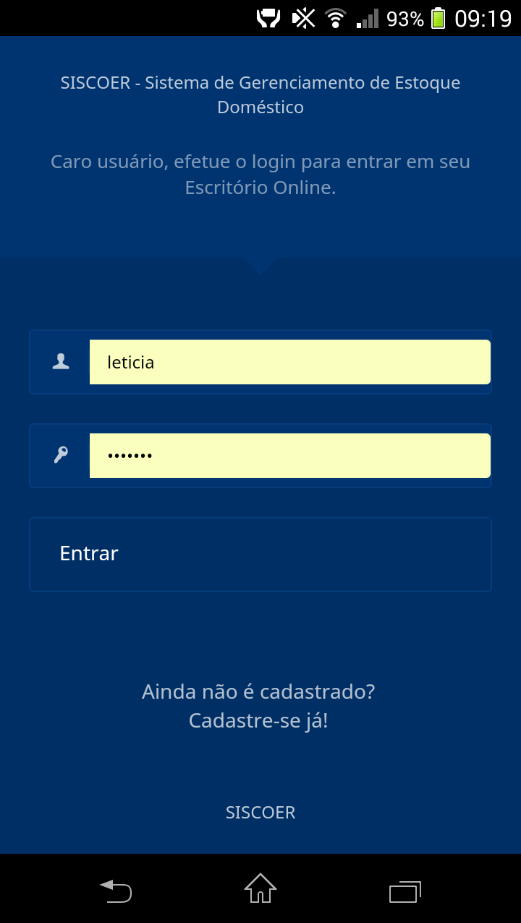 93% 09:19
SISCOER - Sistema de Gerenciamento de Estoque
Doméstico
Caro usuário, efetue o login para entrar em seu
Escritório Online.
leticia
•••••••
Entrar
Ainda não é cadastrado?
Cadastre-se já!
SISCOER